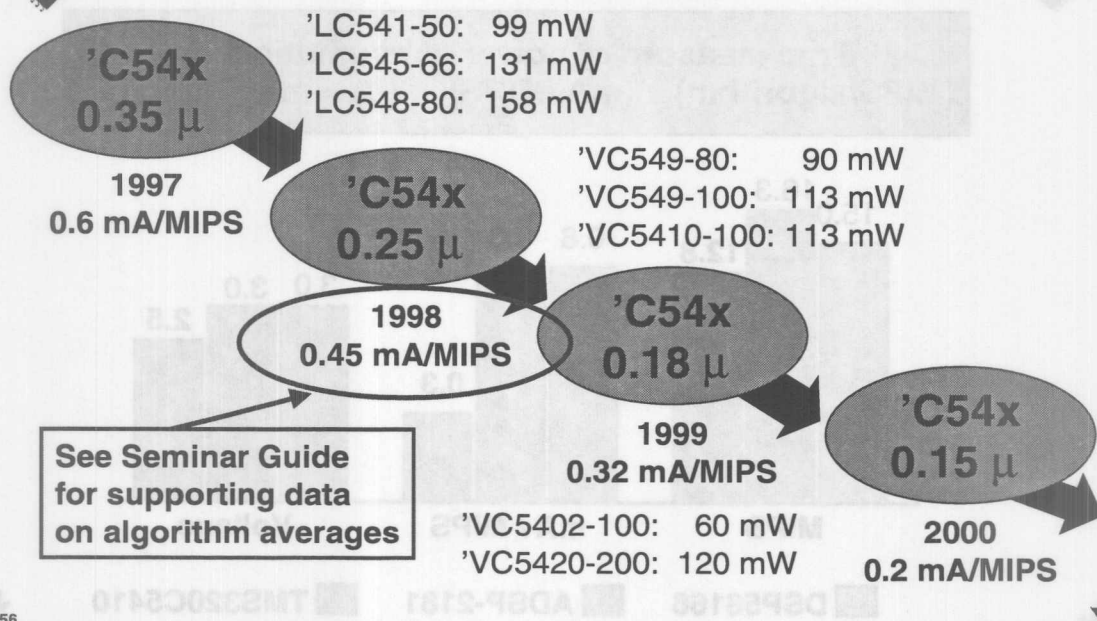 'LC541-50: 99 mW
'LC545-66: 131 mW
'LC548-80: 158 mW
'C54x
0.35 μ
1997
0.6 mA/MIPS
'VC549-80: 90 mW
'VC549-100: 113 mW
'VC5410-100: 113 mW
'C54x
0.25 μ
1998
0.45 mA/MIPS
'C54x
0.18 μ
1999
0.32 mA/MIPS
See Seminar Guide
for supporting data
on algorithm averages
'C54x
0.15 μ
2000
0.2 mA/MIPS
'VC5402-100: 60 mW
'VC5420-200: 120 mW
56